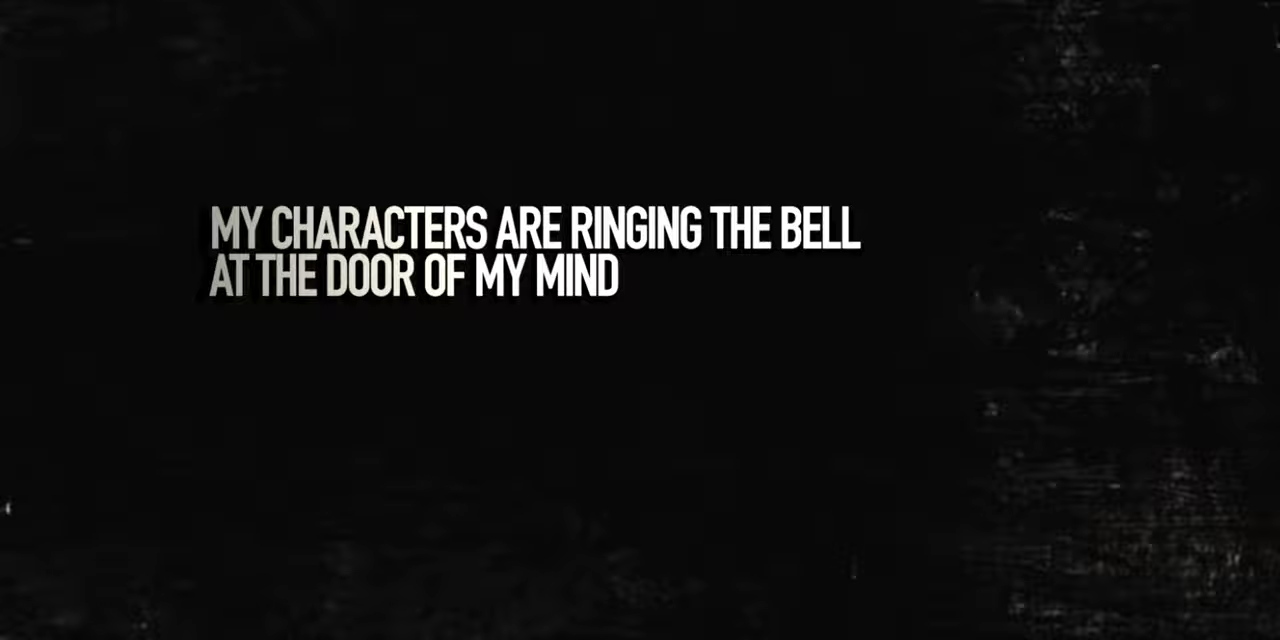 MY CHARACTERS ARE RINGING THE BELL
AT THE DOOR OF MY MIND